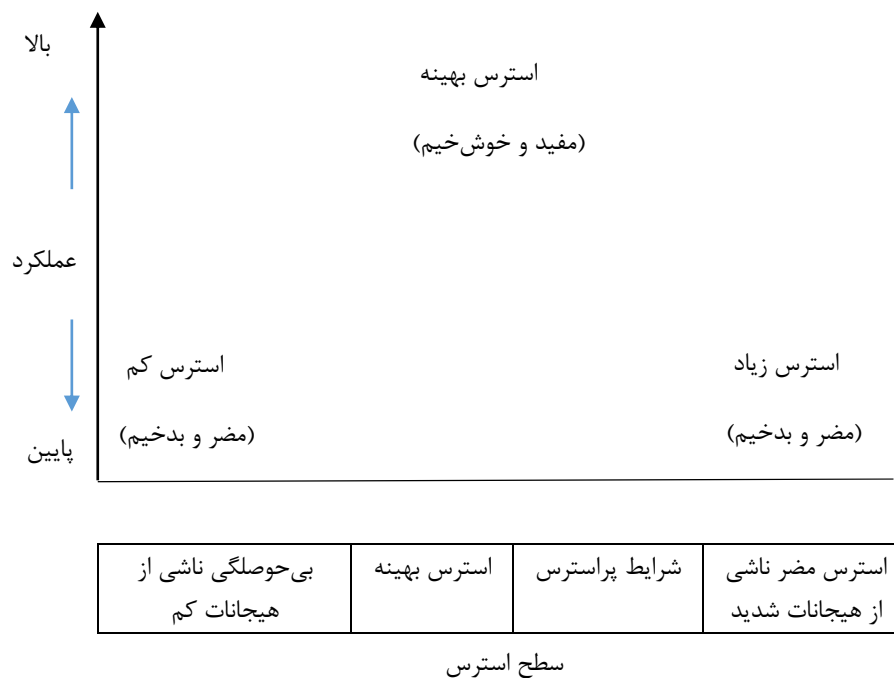 بالا
استرس بهینه
(مفید و خوش‌خیم)
عملکرد
استرس زیاد
استرس کم
(مضر و بدخیم)
(مضر و بدخیم)
پایین
استرس مضر ناشی از هیجانات شدید
شرایط پراسترس
استرس بهینه
بی‌حوصلگی ناشی از هیجانات کم
سطح استرس